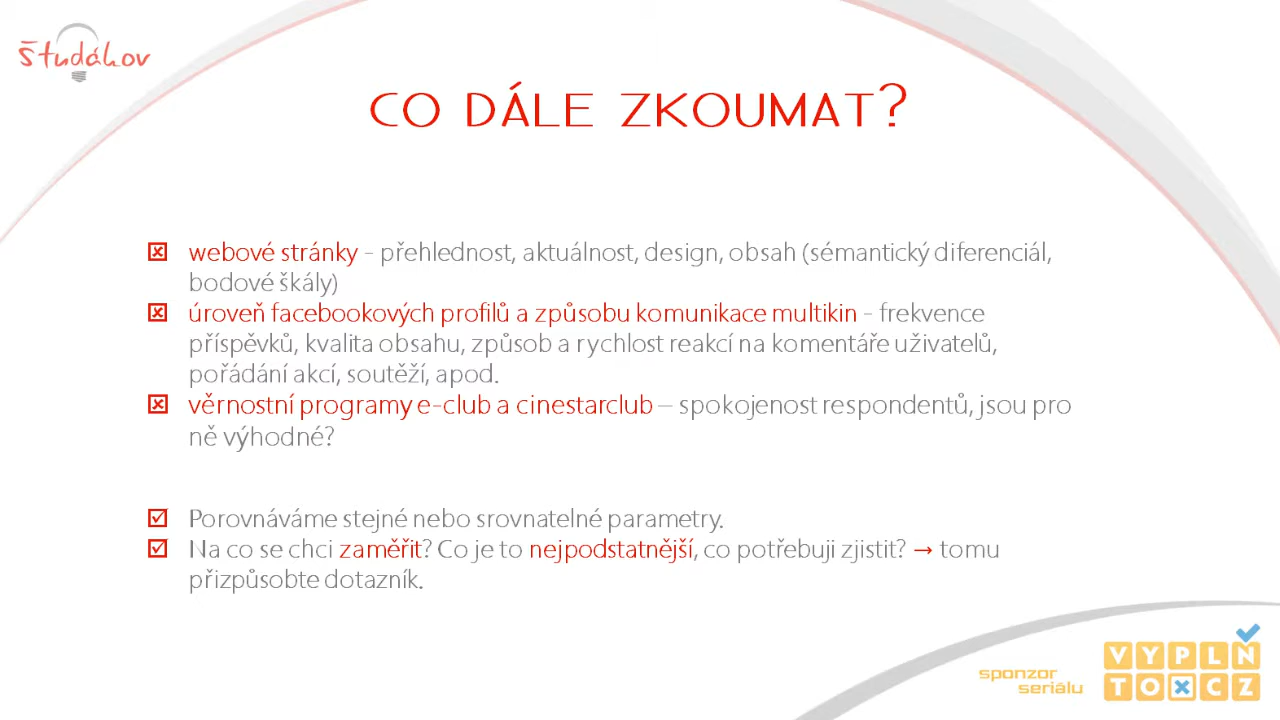 študákov
CO DÁLE ZKOUMAT?
webové stránky - přehlednost, aktuálnost, design, obsah (sémantický diferenciál,
bodové škály)
úroveň facebookových profilů a způsobu komunikace multikin - frekvence
příspěvků, kvalita obsahu, způsob a rychlost reakcí na komentáře uživatelů,
pořádání akcí, soutěží, apod.
věrnostní programy e-club a cinestarclub – spokojenost respondentů, jsou pro
ně výhodné?
Porovnáváme stejné nebo srovnatelné parametry.
Na co se chci zaměřit? Co je to nejpodstatnější, co potřebuji zjistit? → tomu
přizpůsobte dotazník.
sponzor
seriálu
VYPLŇ
TO×CZ